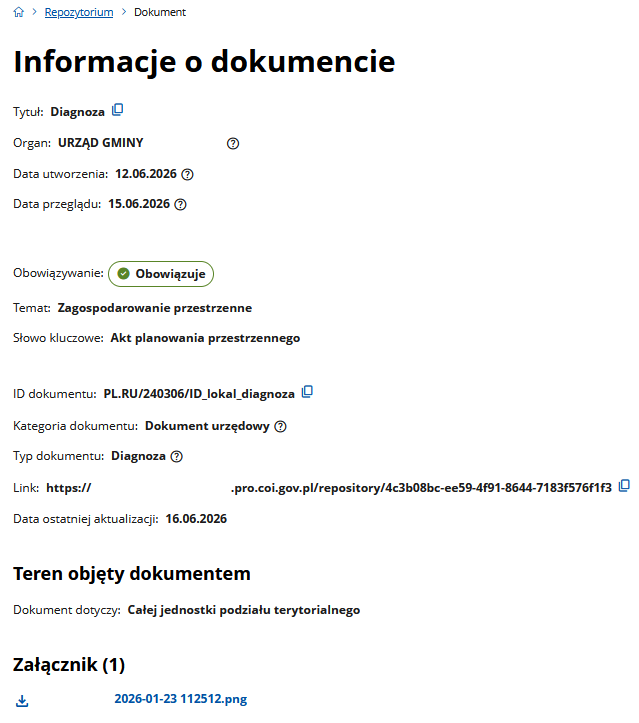 Repozytorium > Dokument
Informacje o dokumencie
Tytuł: Diagnoza
Organ: URZĄD GMINY
Data utworzenia: 12.06.2026
Data przeglądu: 15.06.2026
Obowiązywanie: Obowiązuje
Temat: Zagospodarowanie przestrzenne
Słowo kluczowe: Akt planowania przestrzennego
ID dokumentu: PL.RU/240306/ID_lokal_diagnoza
Kategoria dokumentu: Dokument urzędowy
Typ dokumentu: Diagnoza
Link: https:// .pro.coi.gov.pl/repository/4c3b08bc-ee59-4f91-8644-7183f576f1f3
Data ostatniej aktualizacji: 16.06.2026
Teren objęty dokumentem
Dokument dotyczy: Całej jednostki podziału terytorialnego
Załącznik (1)
2026-01-23 112512.png